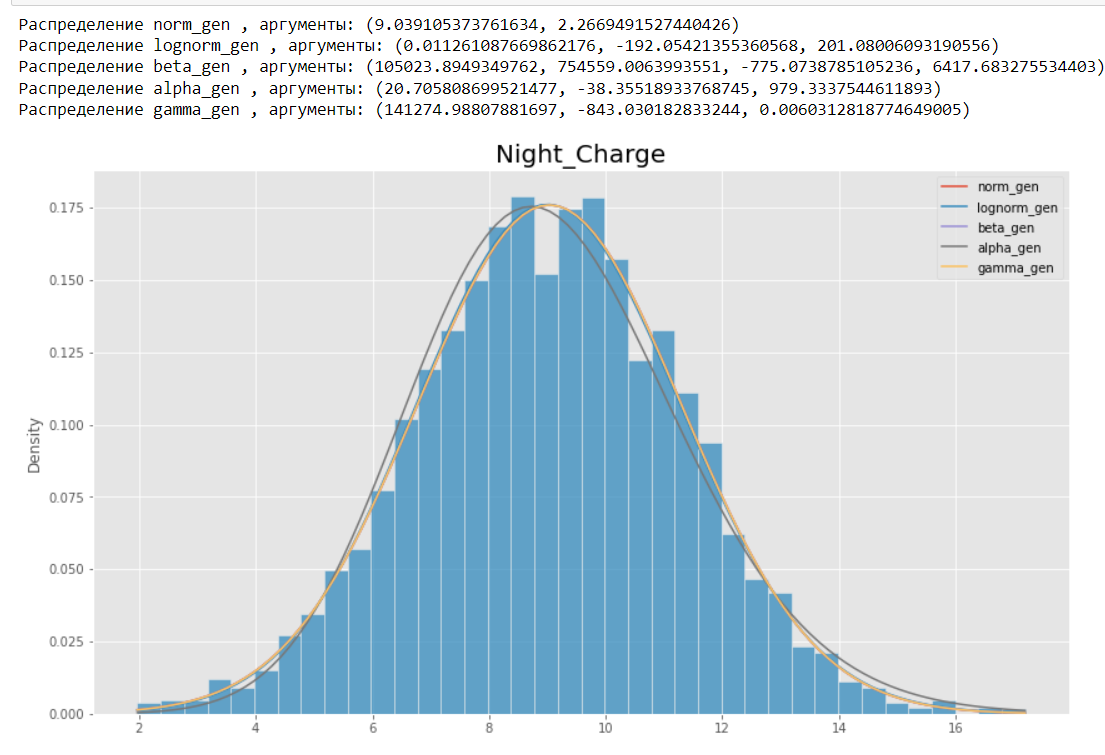 Распределение norm_gen , аргументы: (9.039105373761634, 2.2669491527440426)
Распределение lognorm_gen , аргументы: (0.011261087669862176, -192.05421355360568, 201.08006093190556)
Распределение beta_gen , аргументы: (105023.8949349762, 754559.0063993551, -775.0738785105236, 6417.683275534403)
Распределение alpha_gen , аргументы: (20.705808699521477, -38.35518933768745, 979.3337544611893)
Распределение gamma_gen , аргументы: (141274.98807881697, -843.030182833244, 0.0060312818774649005)
Night_Charge
norm_gen
lognorm_gen
beta_gen
alpha_gen
gamma_gen
0.175
0.150
0.125
0.100
0.075
0.050
0.025
0.000
Density
2 4 6 8 10 12 14 16